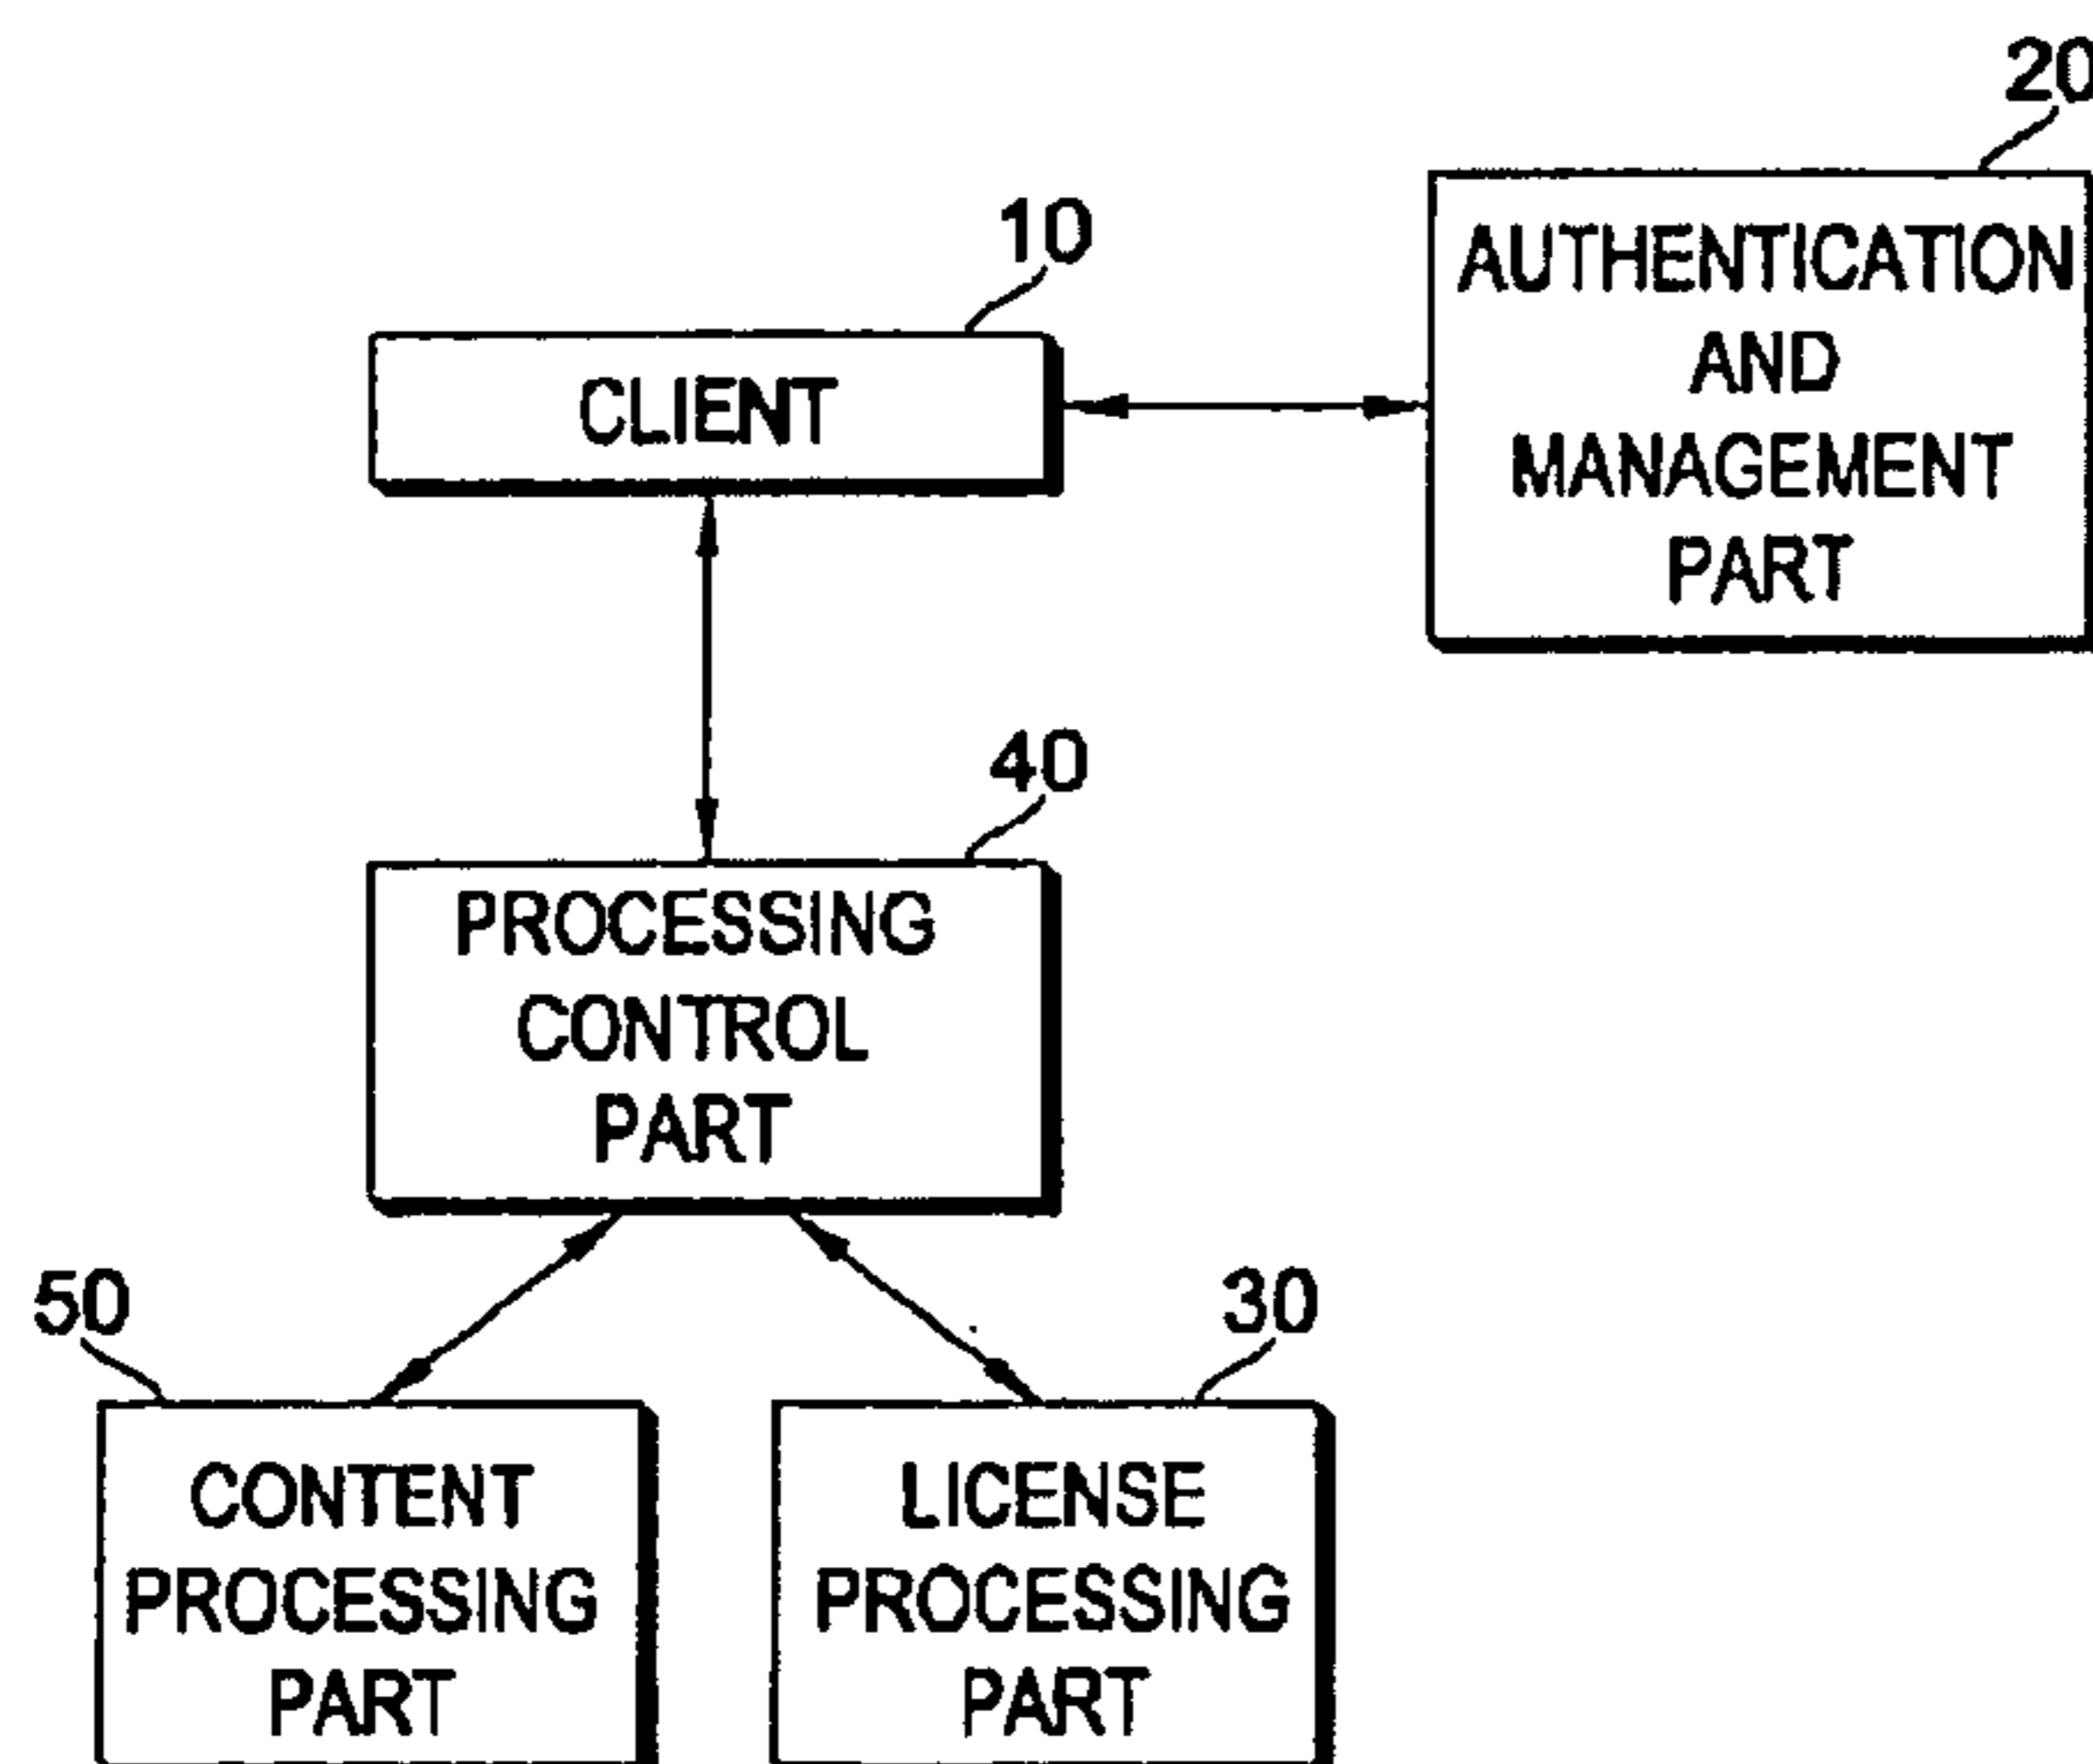 20
10
AUTHENTICATION
AND
MANAGEMENT
PART
CLIENT
40
PROCESSING
CONTROL
PART
50
30
CONTENT
PROCESSING
PART
LICENSE
PROCESSING
PART